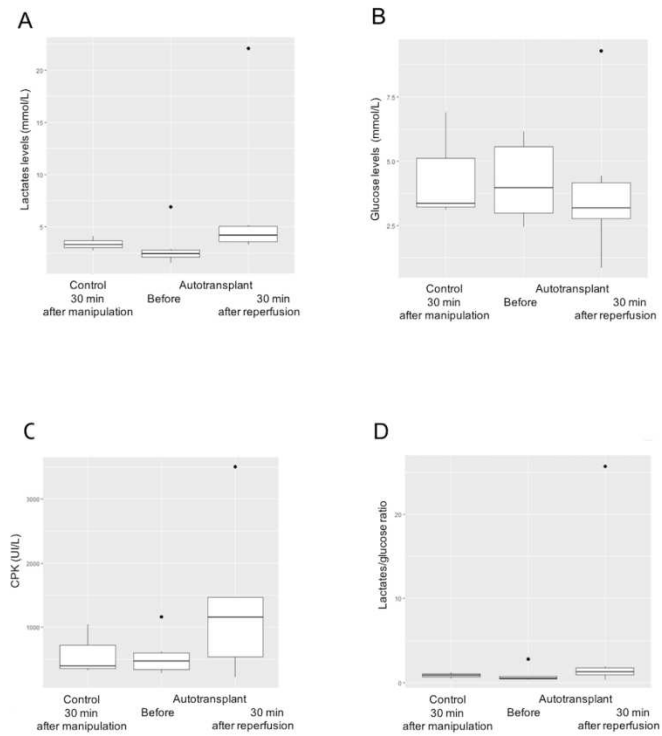 A
Lactates levels (mmol/L)
20
15
10
5
Control
30 min
after manipulation
Autotransplant
Before
30 min
after reperfusion
B
Glucose levels (mmol/L)
7.5
5.0
2.5
Control
30 min
after manipulation
Autotransplant
Before
30 min
after reperfusion
C
CPK (UI/L)
3000
2000
1000
Control
30 min
after manipulation
Autotransplant
Before
30 min
after reperfusion
D
Lactates/glucose ratio
20
10
0
Control
30 min
after manipulation
Autotransplant
Before
30 min
after reperfusion